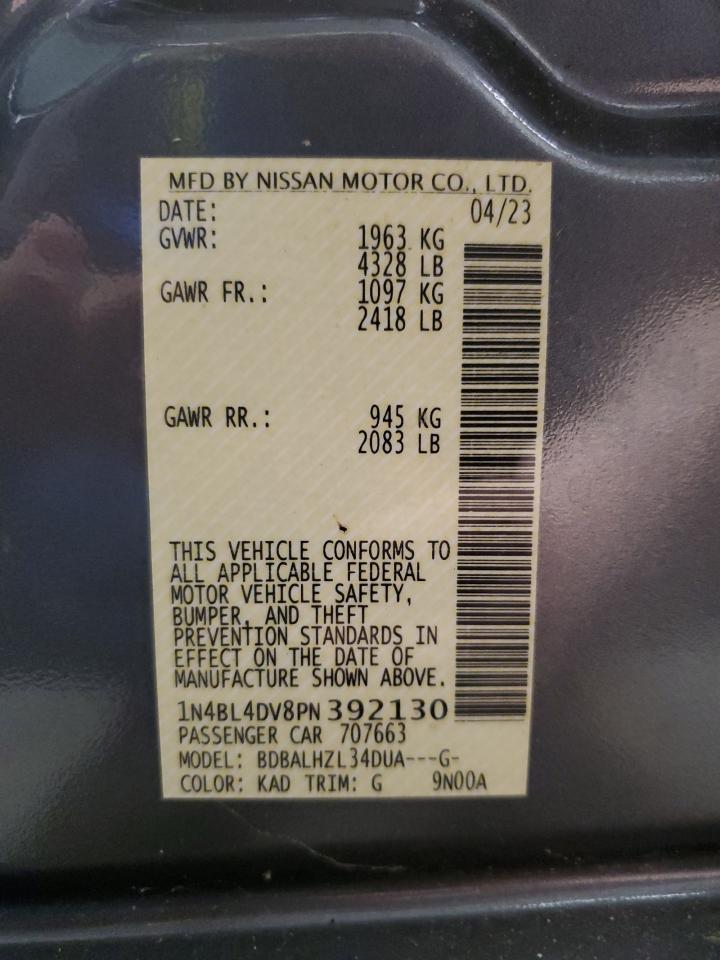 MFD BY NISSAN MOTOR CO., LTD.
DATE: 04/23
GVWR: 1963 KG
4328 LB
GAWR FR.: 1097 KG
2418 LB
GAWR RR.: 945 KG
2083 LB
THIS VEHICLE CONFORMS TO
ALL APPLICABLE FEDERAL
MOTOR VEHICLE SAFETY,
BUMPER, AND THEFT
PREVENTION STANDARDS IN
EFFECT ON THE DATE OF
MANUFACTURE SHOWN ABOVE.
1N4BL4DV8PN392130
PASSENGER CAR 707663
MODEL: BDBALHZL34DUA---G-
COLOR: KAD TRIM: G 9N00A